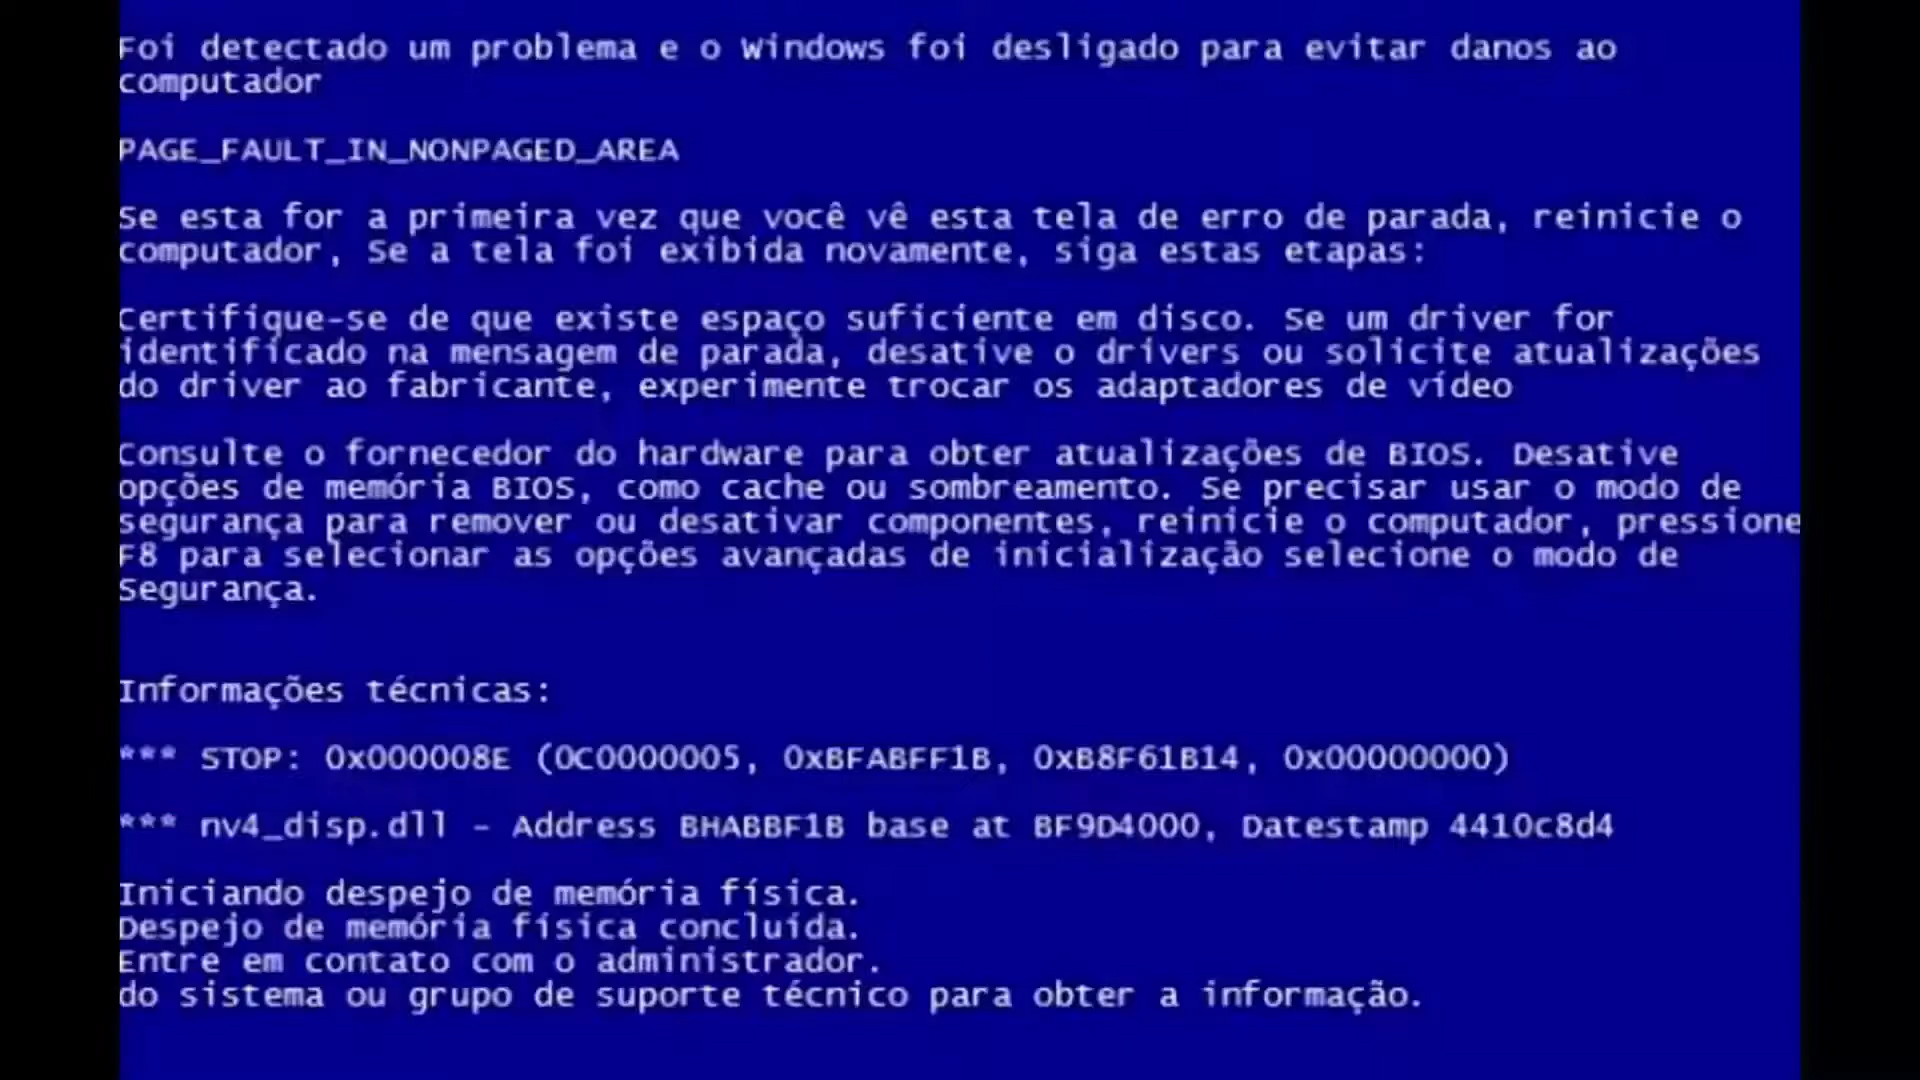 Foi detectado um problema e o Windows foi desligado para evitar danos ao
computador
PAGE_FAULT_IN_NONPAGED_AREA
Se esta for a primeira vez que você vê esta tela de erro de parada, reinicie o
computador, Se a tela foi exibida novamente, siga estas etapas:
Certifique-se de que existe espaço suficiente em disco. Se um driver for
identificado na mensagem de parada, desative o drivers ou solicite atualizações
do driver ao fabricante, experimente trocar os adaptadores de vídeo
Consulte o fornecedor do hardware para obter atualizações de BIOS. Desative
opções de memória BIOS, como cache ou sombreamento. Se precisar usar o modo de
segurança para remover ou desativar componentes, reinicie o computador, pressione
F8 para selecionar as opções avançadas de inicialização selecione o modo de
Segurança.
Informações técnicas:
*** STOP: 0x000008E (0C0000005, 0xBFABFF1B, 0xB8F61B14, 0x00000000)
*** nv4_disp.dll - Address BHABBF1B base at BF9D4000, Datestamp 4410c8d4
Iniciando despejo de memória física.
Despejo de memória física concluída.
Entre em contato com o administrador.
do sistema ou grupo de suporte técnico para obter a informação.